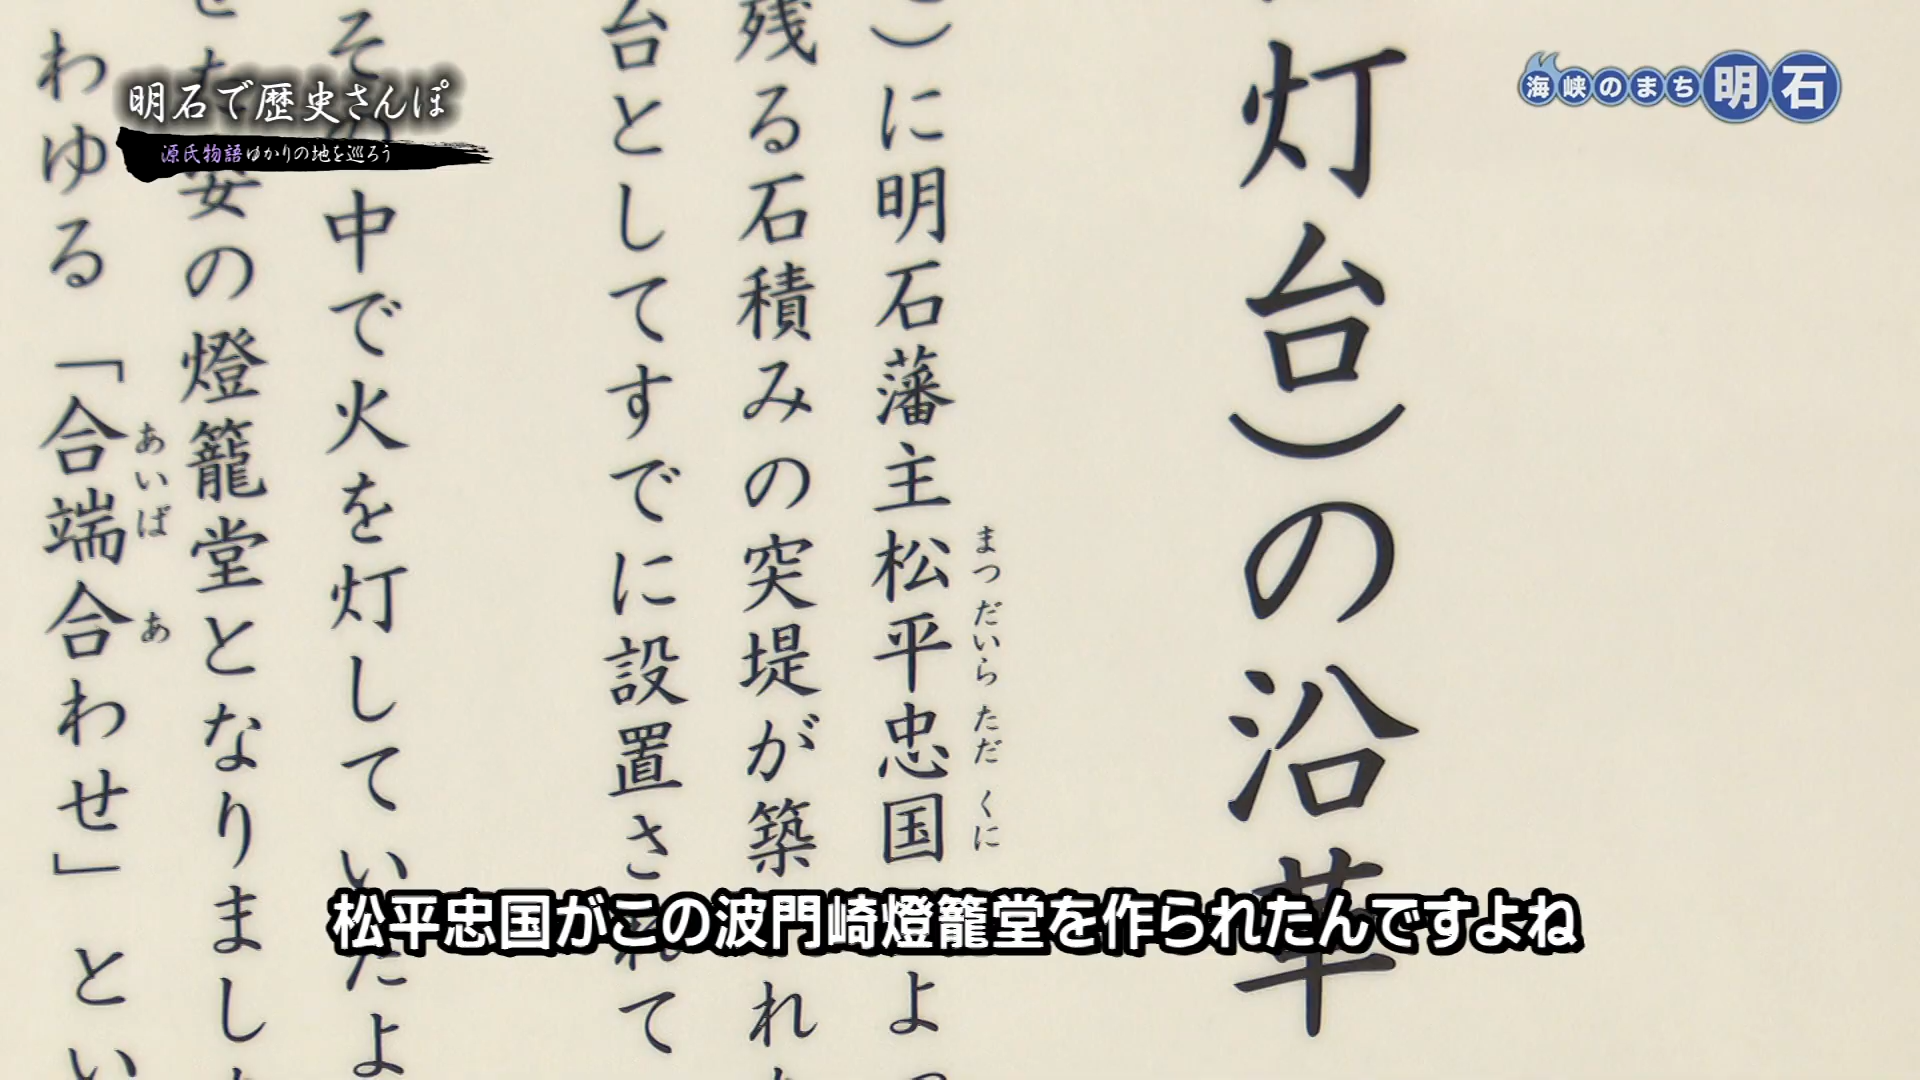 明石で歴史さんぽ
源氏物語ゆかりの地を巡ろう
海峡のまち明石
灯台)の沿革
)に明石藩主松平忠国 よ
まつだいら ただ くに
残る石積みの突堤が築 れ
台としてすでに設置されて
その中で火を灯していたよ
な姿の燈籠堂となりました
わゆる「合端合わせ」とい
あいば あ
松平忠国がこの波門崎燈籠堂を作られたんですよね